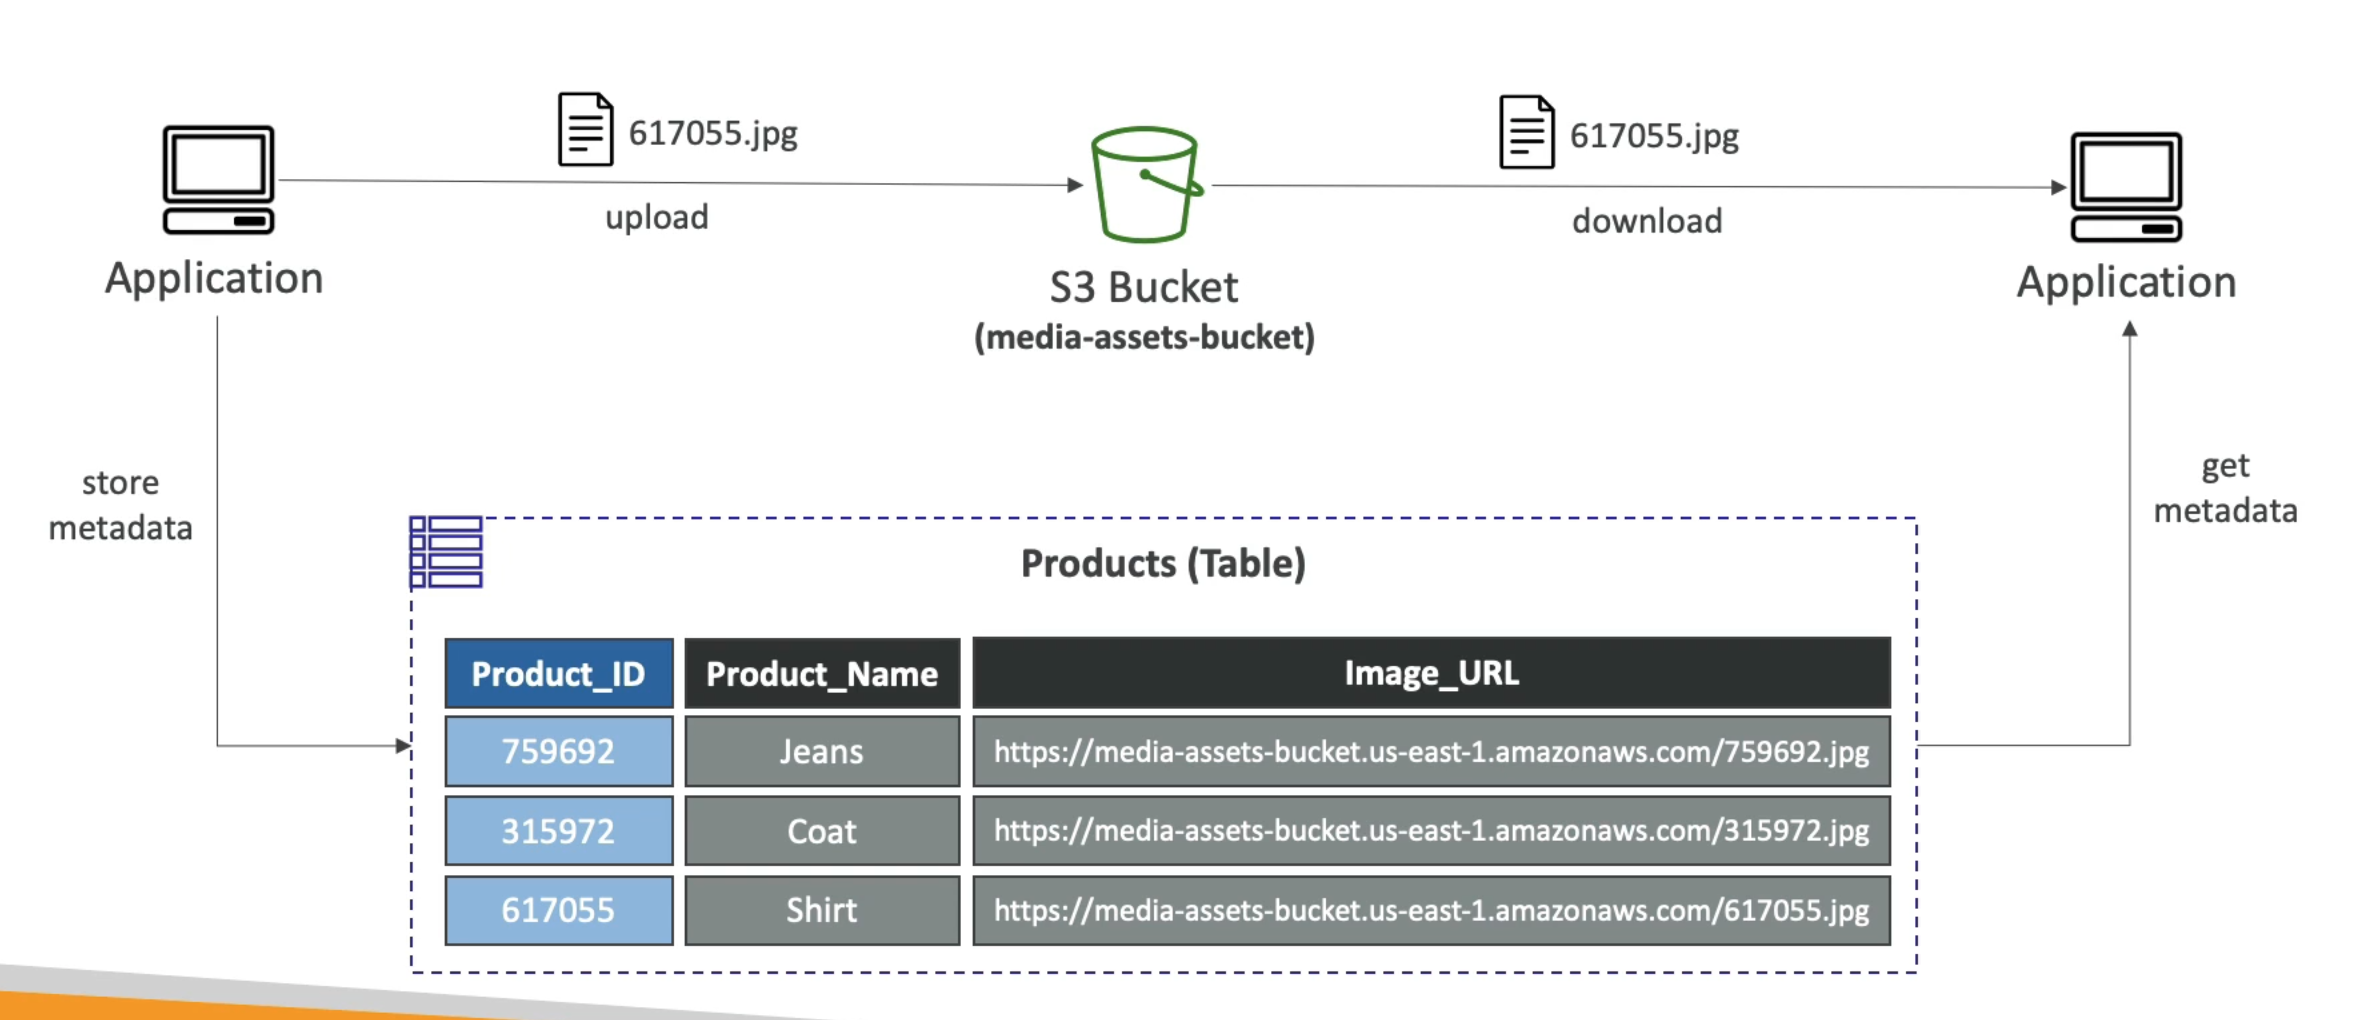 617055.jpg
upload
Application
S3 Bucket
(media-assets-bucket)
617055.jpg
download
Application
store
metadata
get
metadata
Products (Table)
Product_ID Product_Name Image_URL
759692 Jeans https://media-assets-bucket.us-east-1.amazonaws.com/759692.jpg
315972 Coat https://media-assets-bucket.us-east-1.amazonaws.com/315972.jpg
617055 Shirt https://media-assets-bucket.us-east-1.amazonaws.com/617055.jpg